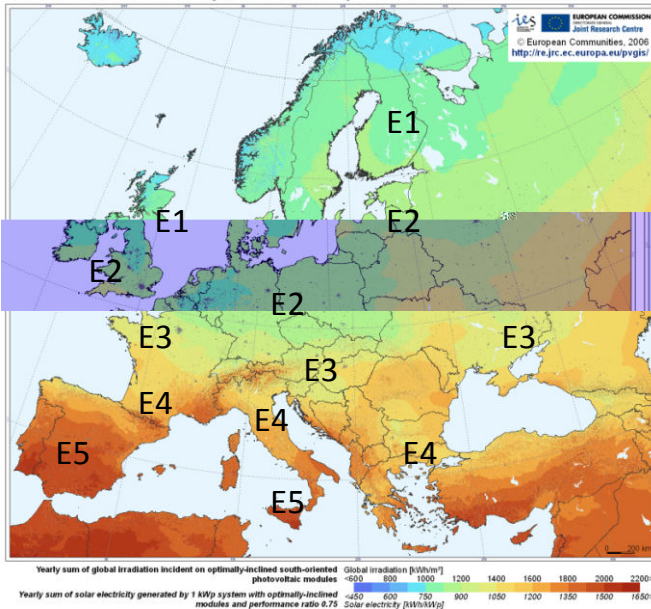 ies EUROPEAN COMMISSION
DIRECTORATE GENERAL
Joint Research Centre
© European Communities, 2006
http://re.jrc.ec.europa.eu/pvgis/
E1
E1
E2
E2
E2
E3
E3
E3
E4
E4
E4
E5
E5
0 200 km
Yearly sum of global irradiation incident on optimally-inclined south-oriented
photovoltaic modules
Yearly sum of solar electricity generated by 1 kWp system with optimally-inclined
modules and performance ratio 0.75
Global irradiation [kWh/m²]
<600 800 1000 1200 1400 1600 1800 2000 2200>
<450 600 750 900 1050 1200 1350 1500 1650>
Solar electricity [kWh/kWp]